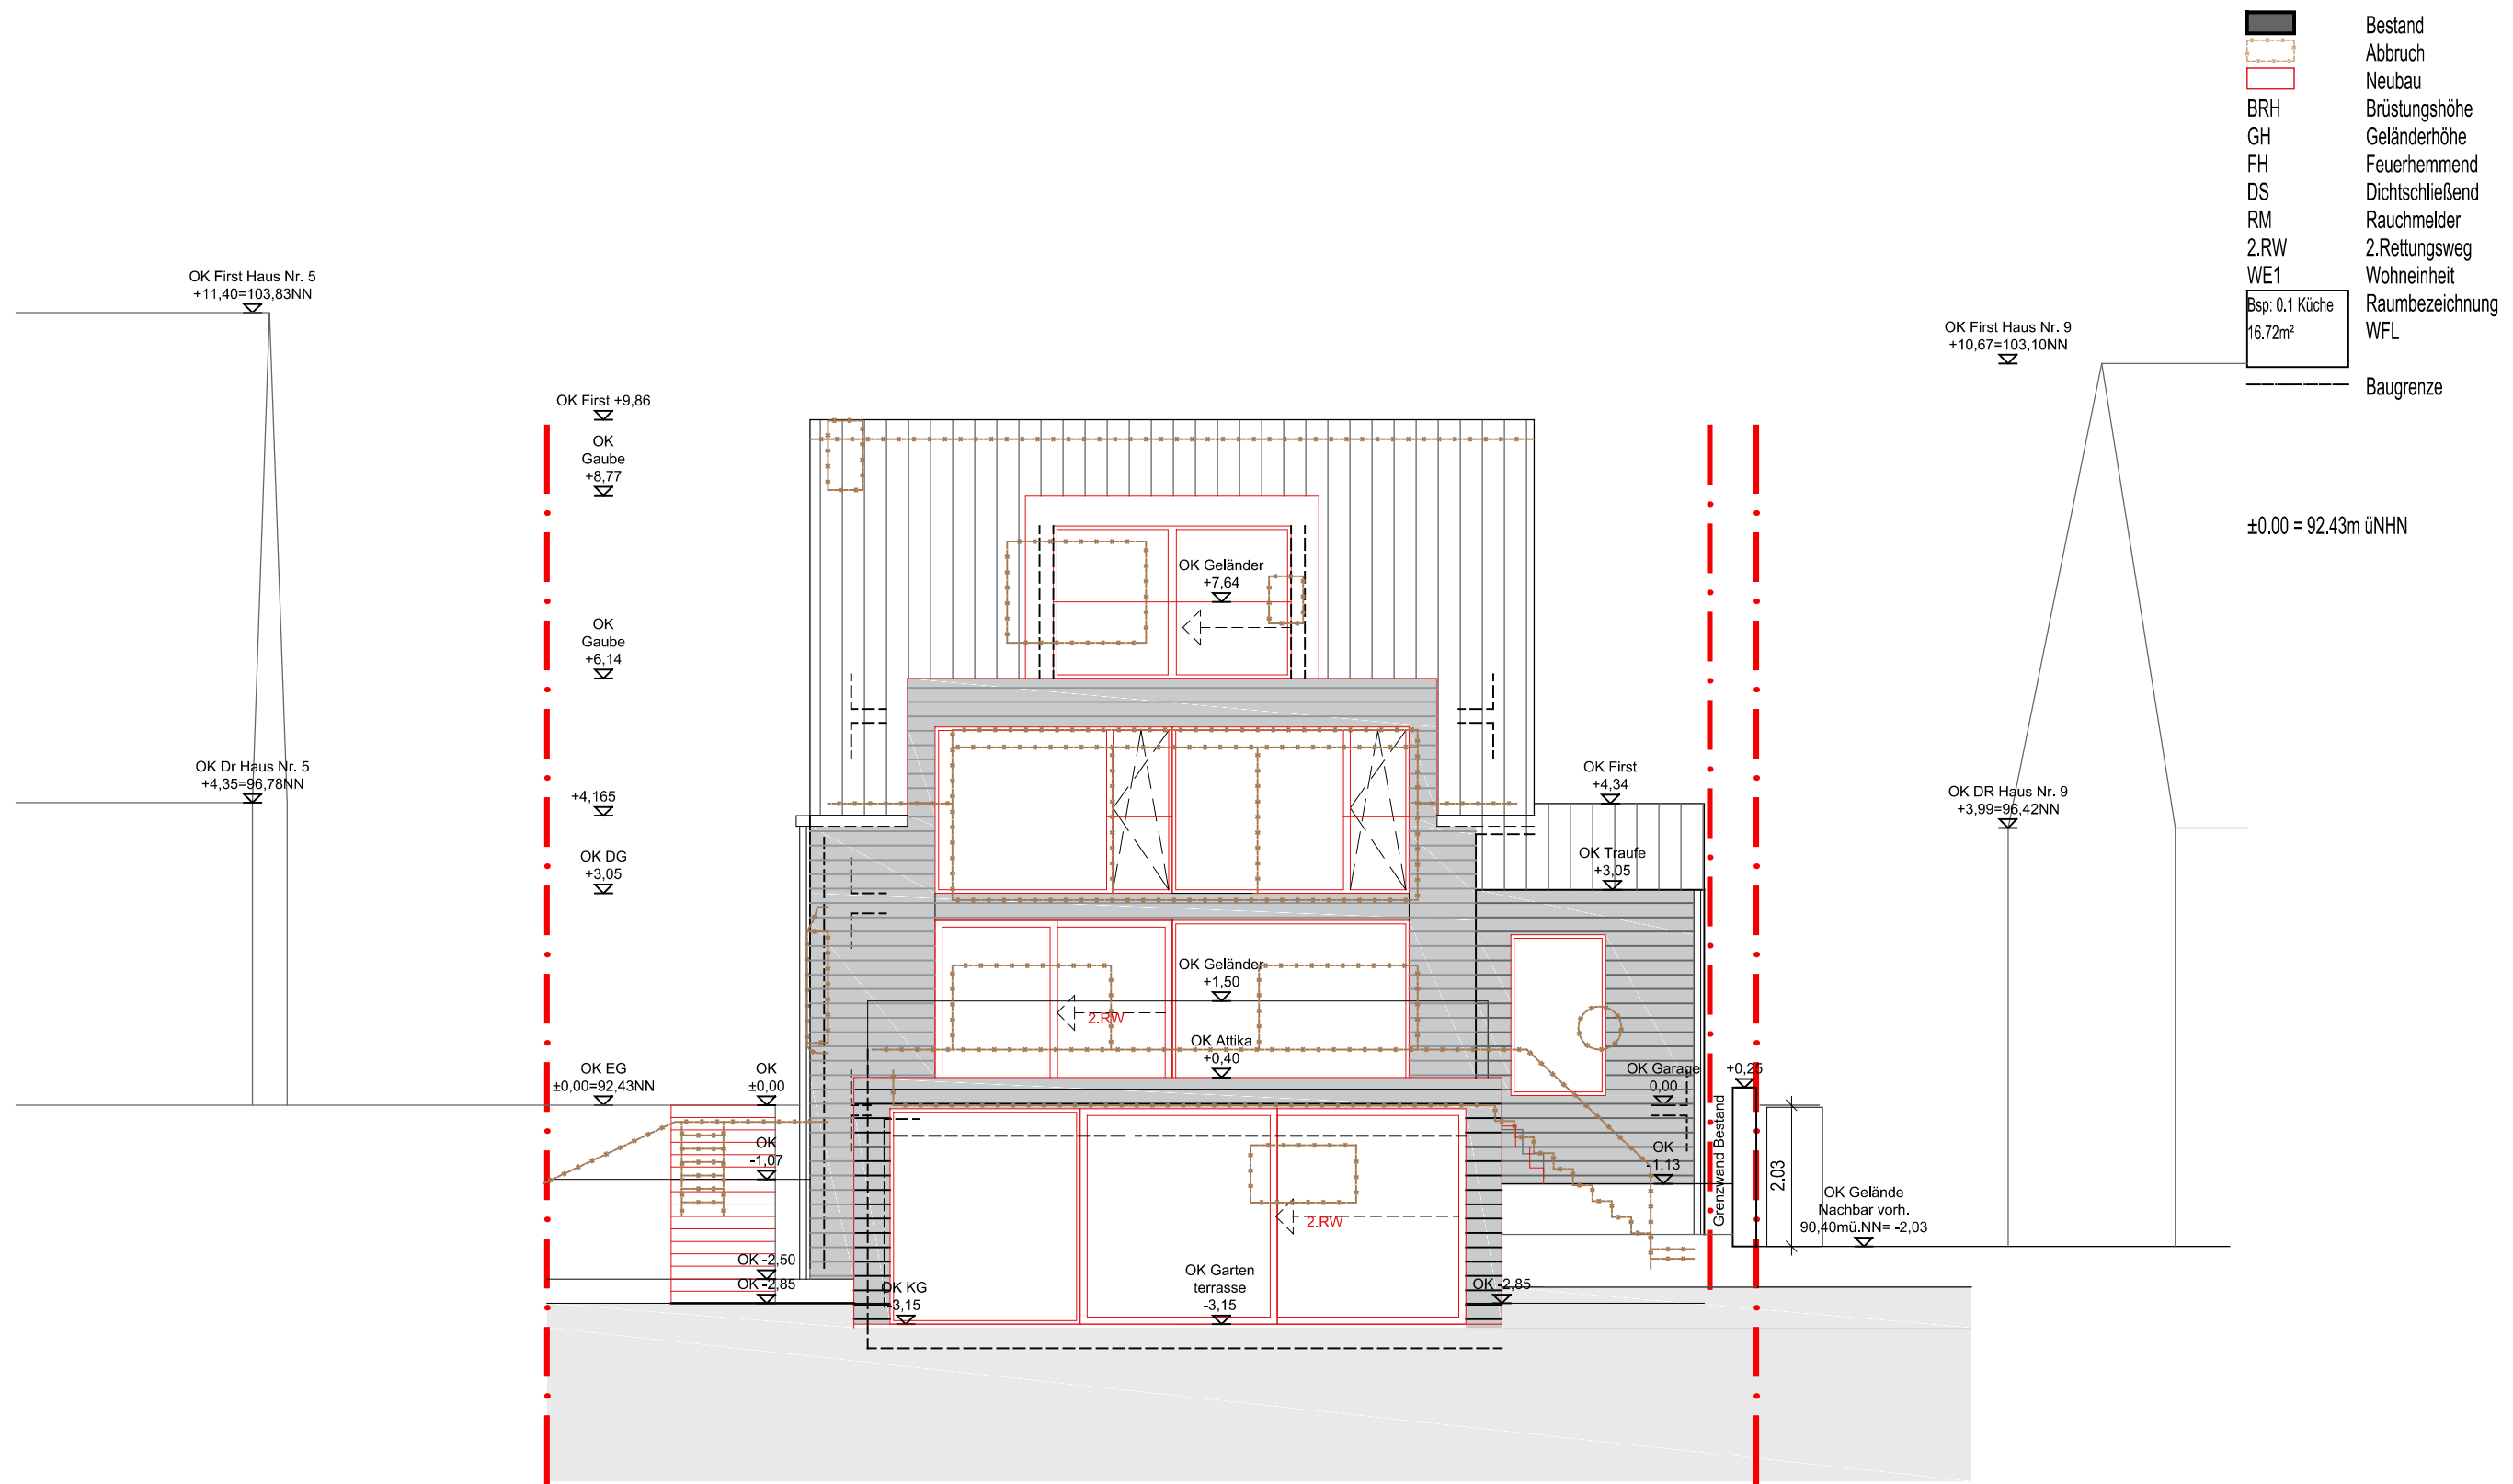 Bestand
Abbruch
Neubau
BRH Brüstungshöhe
GH Geländerhöhe
FH Feuerhemmend
DS Dichtschließend
RM Rauchmelder
2.RW 2.Rettungsweg
WE1 Wohneinheit
Bsp: 0.1 Küche Raumbezeichnung
16.72m² WFL
Baugrenze
±0.00 = 92.43m üNHN
OK First Haus Nr. 5
+11,40=103,83NN
OK First Haus Nr. 9
+10,67=103,10NN
OK First +9,86
OK
Gaube
+8,77
OK Geländer
+7,64
OK
Gaube
+6,14
OK Dr Haus Nr. 5
+4,35=96,78NN
+4,165
OK First
+4,34
OK DR Haus Nr. 9
+3,99=96,42NN
OK DG
+3,05
OK Traufe
+3,05
OK Geländer
+1,50
2.RW
OK Attika
+0,40
OK EG
±0,00=92,43NN
OK
±0,00
OK Garage
0,00
+0,25
Grenzwand Bestand
2.03
OK
-1,07
OK
-1,13
OK Gelände
Nachbar vorh.
90,40mü.NN= -2,03
2.RW
OK -2,50
OK -2,85
OK KG
-3,15
OK Garten
terrasse
-3,15
OK -2,85